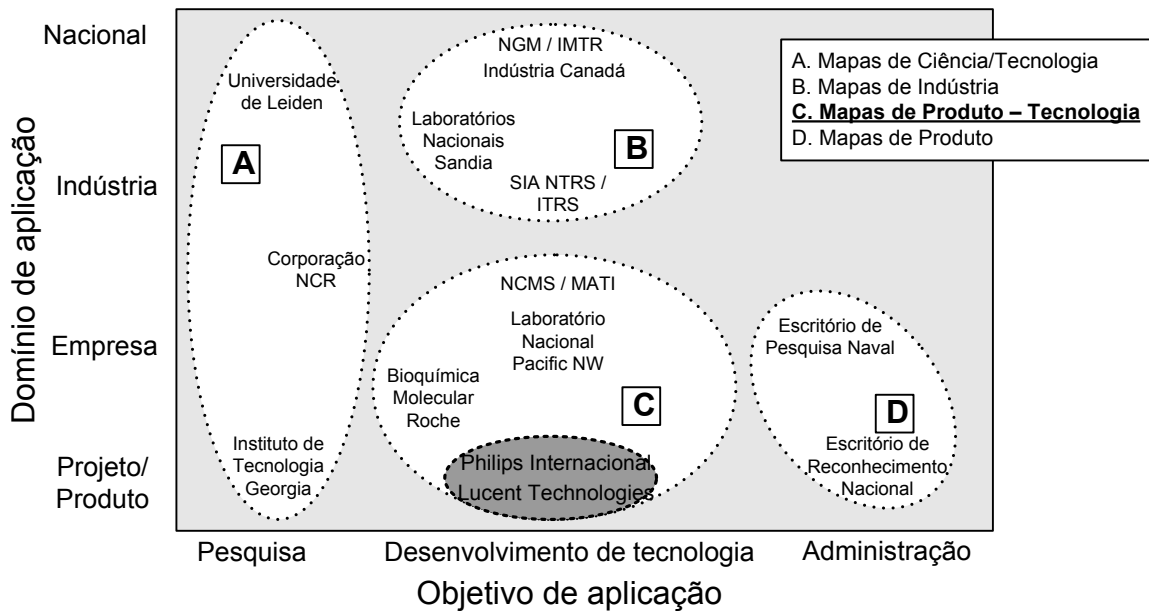 Nacional
Indústria
Empresa
Projeto/
Produto
Domínio de aplicação
Universidade
de Leiden
A
Corporação
NCR
Instituto de
Tecnologia
Georgia
NGM / IMTR
Indústria Canadá
Laboratórios
Nacionais
Sandia
B
SIA NTRS /
ITRS
NCMS / MATI
Laboratório
Nacional
Pacific NW
Bioquímica
Molecular
Roche
C
Philips Internacional
Lucent Technologies
Escritório de
Pesquisa Naval
D
Escritório de
Reconhecimento
Nacional
A. Mapas de Ciência/Tecnologia
B. Mapas de Indústria
C. Mapas de Produto – Tecnologia
D. Mapas de Produto
Pesquisa
Desenvolvimento de tecnologia
Administração
Objetivo de aplicação